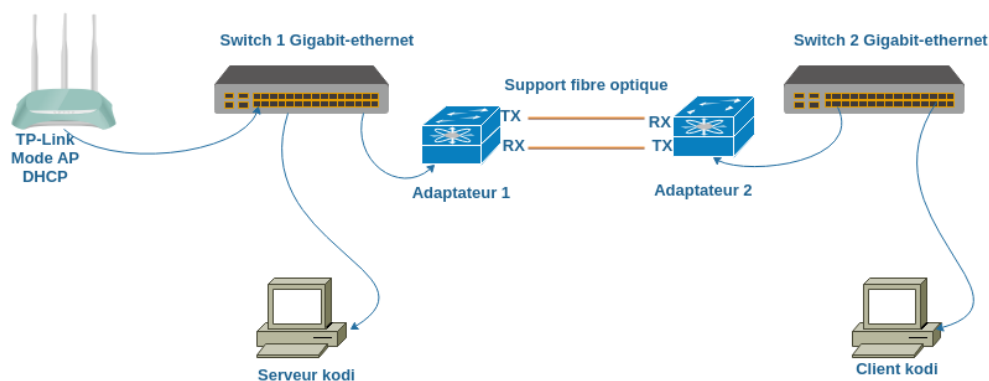 Switch 1 Gigabit-ethernet
Switch 2 Gigabit-ethernet
Support fibre optique
TX
RX
RX
TX
TP-Link
Mode AP
DHCP
Adaptateur 1
Adaptateur 2
Serveur kodi
Client kodi